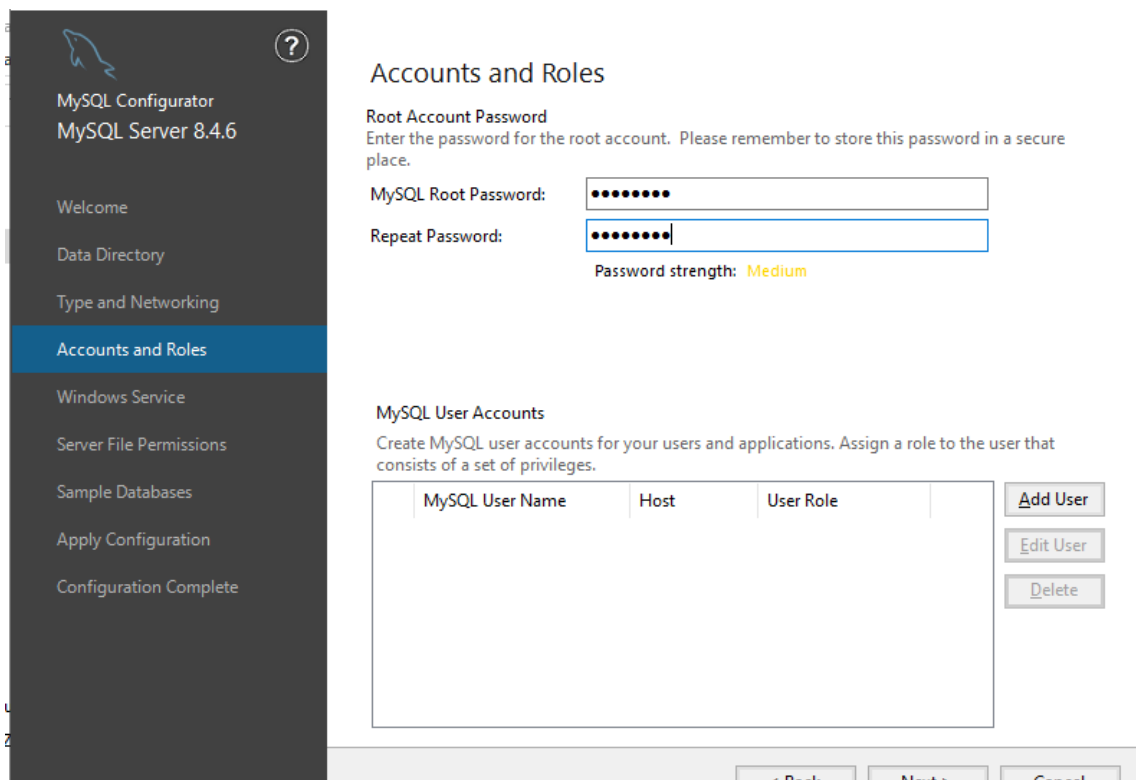 ?
MySQL Configurator
MySQL Server 8.4.6
Welcome
Data Directory
Type and Networking
Accounts and Roles
Windows Service
Server File Permissions
Sample Databases
Apply Configuration
Configuration Complete
Accounts and Roles
Root Account Password
Enter the password for the root account.  Please remember to store this password in a secure
place.
MySQL Root Password: ••••••••
Repeat Password: ••••••••
Password strength: Medium
MySQL User Accounts
Create MySQL user accounts for your users and applications. Assign a role to the user that
consists of a set of privileges.
MySQL User Name Host User Role
Add User
Edit User
Delete
< Back Next > Cancel